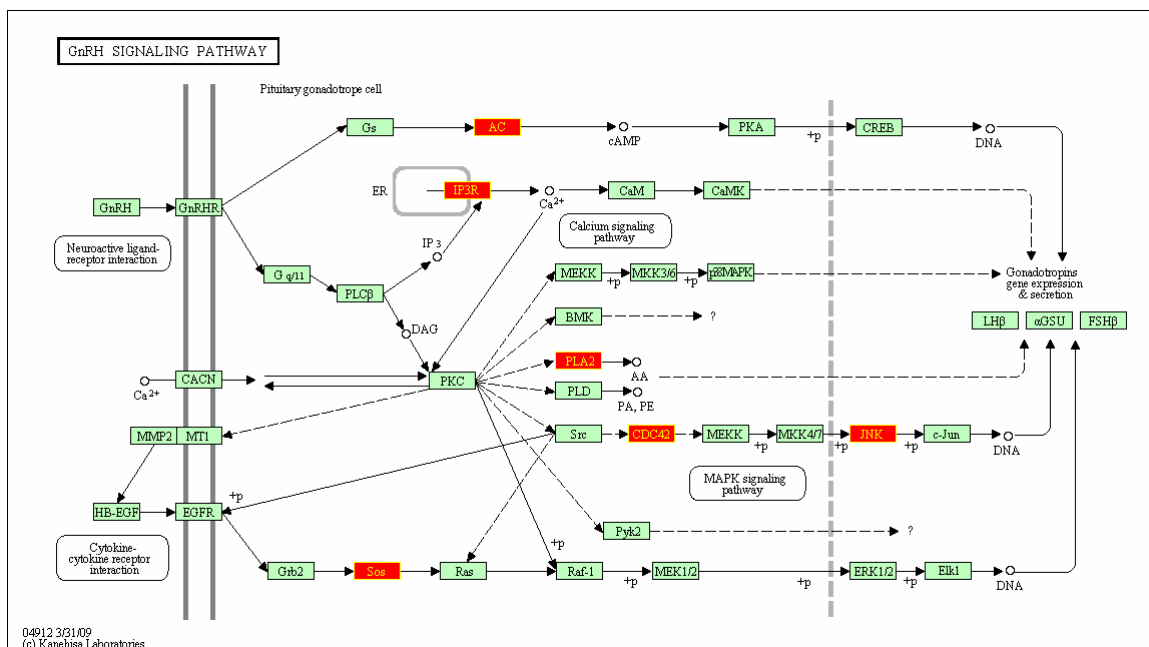 GnRH SIGNALING PATHWAY
Pituitary gonadotrope cell
Gs
AC
cAMP
PKA
+p
CREB
DNA
ER
IP3R
Ca2+
CaM
CaMK
GnRH
GnRHR
Calcium signaling
pathway
Neuroactive ligand-
receptor interaction
IP3
G q/11
PLCβ
MEKK
+p
MKK3/6
+p
p38MAPK
Gonadotropins
gene expression
& secretion
DAG
BMK
?
LHβ
αGSU
FSHβ
PLA2
AA
Ca2+
CACN
PKC
PLD
PA, PE
MMP2
MT1
Src
CDC42
MEKK
+p
MKK4/7
+p
JNK
+p
c-Jun
DNA
MAPK signaling
pathway
HB-EGF
+p
EGFR
Pyk2
?
Cytokine-
cytokine receptor
interaction
+p
Grb2
Sos
Ras
Raf-1
+p
MEK1/2
+p
ERK1/2
+p
Elk1
DNA
04912 3/31/09
(c) Kanehisa Laboratories